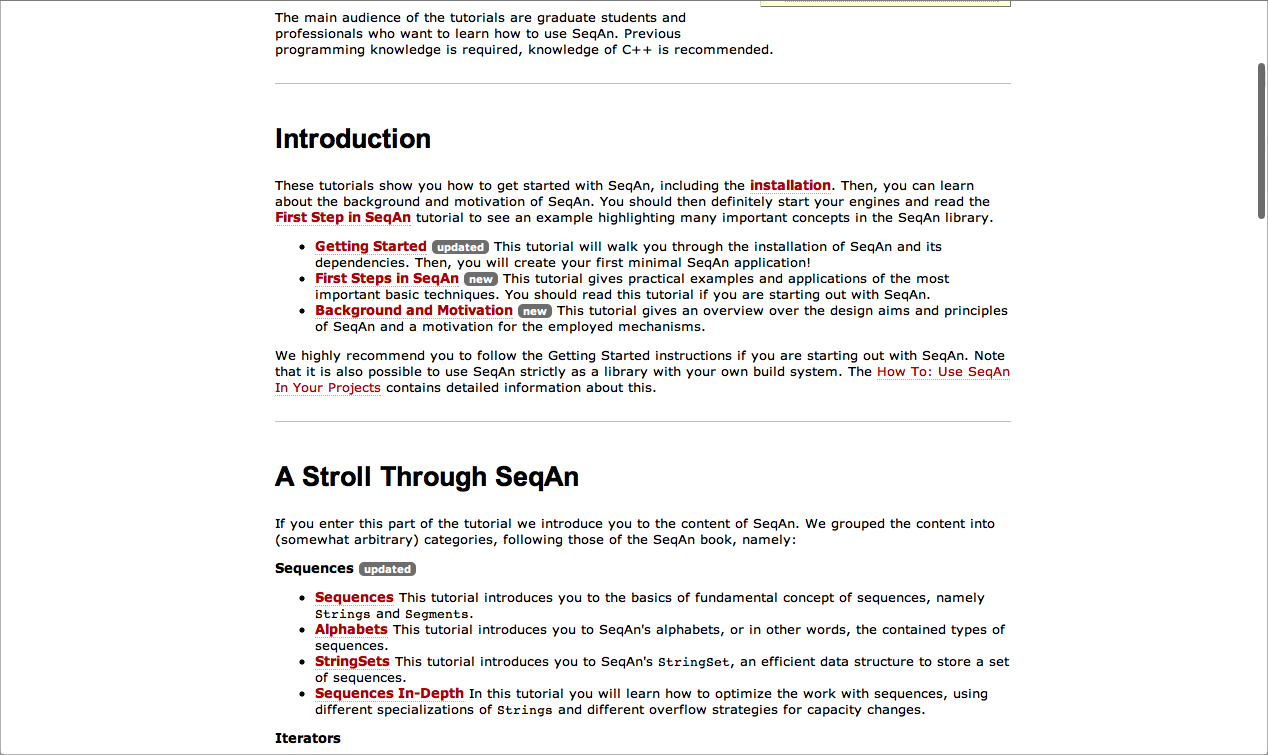 The main audience of the tutorials are graduate students and
professionals who want to learn how to use SeqAn. Previous
programming knowledge is required, knowledge of C++ is recommended.
Introduction
These tutorials show you how to get started with SeqAn, including the installation. Then, you can learn
about the background and motivation of SeqAn. You should then definitely start your engines and read the
First Step in SeqAn tutorial to see an example highlighting many important concepts in the SeqAn library.
• Getting Started updated This tutorial will walk you through the installation of SeqAn and its
dependencies. Then, you will create your first minimal SeqAn application!
• First Steps in SeqAn new This tutorial gives practical examples and applications of the most
important basic techniques. You should read this tutorial if you are starting out with SeqAn.
• Background and Motivation new This tutorial gives an overview over the design aims and principles
of SeqAn and a motivation for the employed mechanisms.
We highly recommend you to follow the Getting Started instructions if you are starting out with SeqAn. Note
that it is also possible to use SeqAn strictly as a library with your own build system. The How To: Use SeqAn
In Your Projects contains detailed information about this.
A Stroll Through SeqAn
If you enter this part of the tutorial we introduce you to the content of SeqAn. We grouped the content into
(somewhat arbitrary) categories, following those of the SeqAn book, namely:
Sequences updated
• Sequences This tutorial introduces you to the basics of fundamental concept of sequences, namely
Strings and Segments.
• Alphabets This tutorial introduces you to SeqAn's alphabets, or in other words, the contained types of
sequences.
• StringSets This tutorial introduces you to SeqAn's StringSet, an efficient data structure to store a set
of sequences.
• Sequences In-Depth In this tutorial you will learn how to optimize the work with sequences, using
different specializations of Strings and different overflow strategies for capacity changes.
Iterators